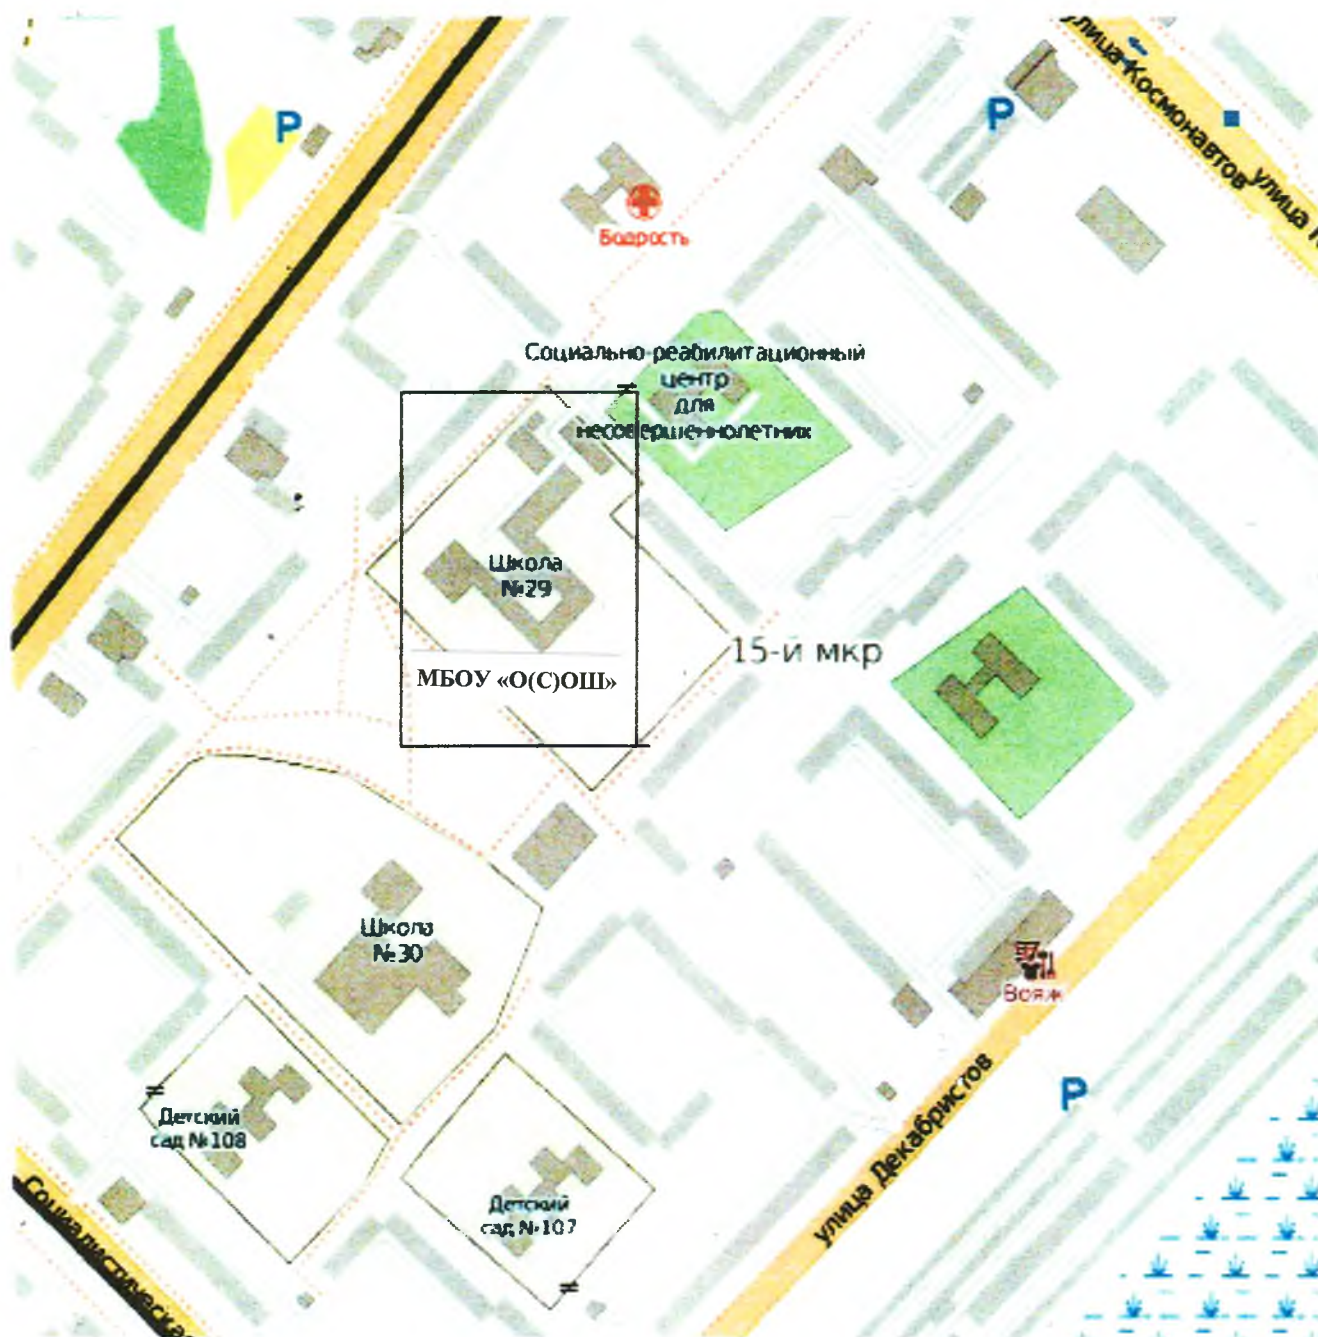 P
P
улица Космонавтов
улица
Бодрость
Социально-реабилитационный
центр
для
несовершеннолетних
Школа
№29
15-й мкр
МБОУ «О(С)ОШ»
Школа
№30
Вояж
P
Детский
сад №108
Детский
сад №107
улица Декабристов
Социалистическая